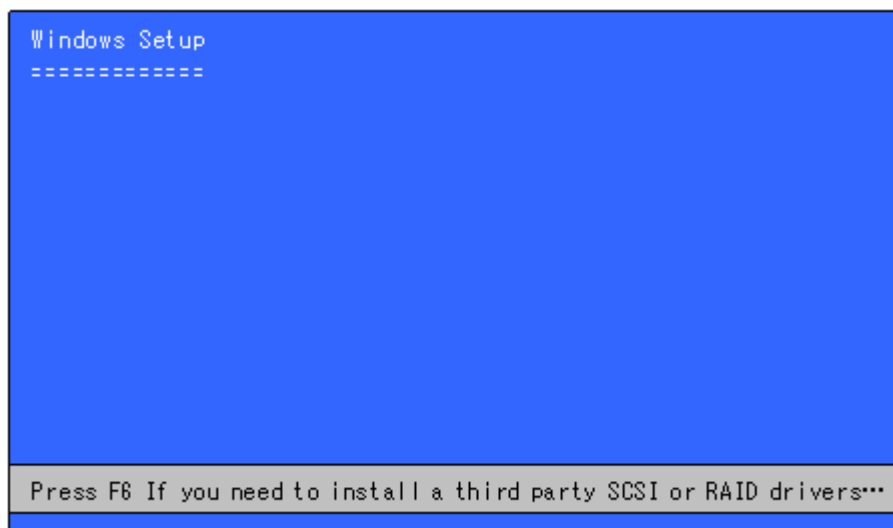 Windows Setup
=============
Press F6 If you need to install a third party SCSI or RAID drivers…